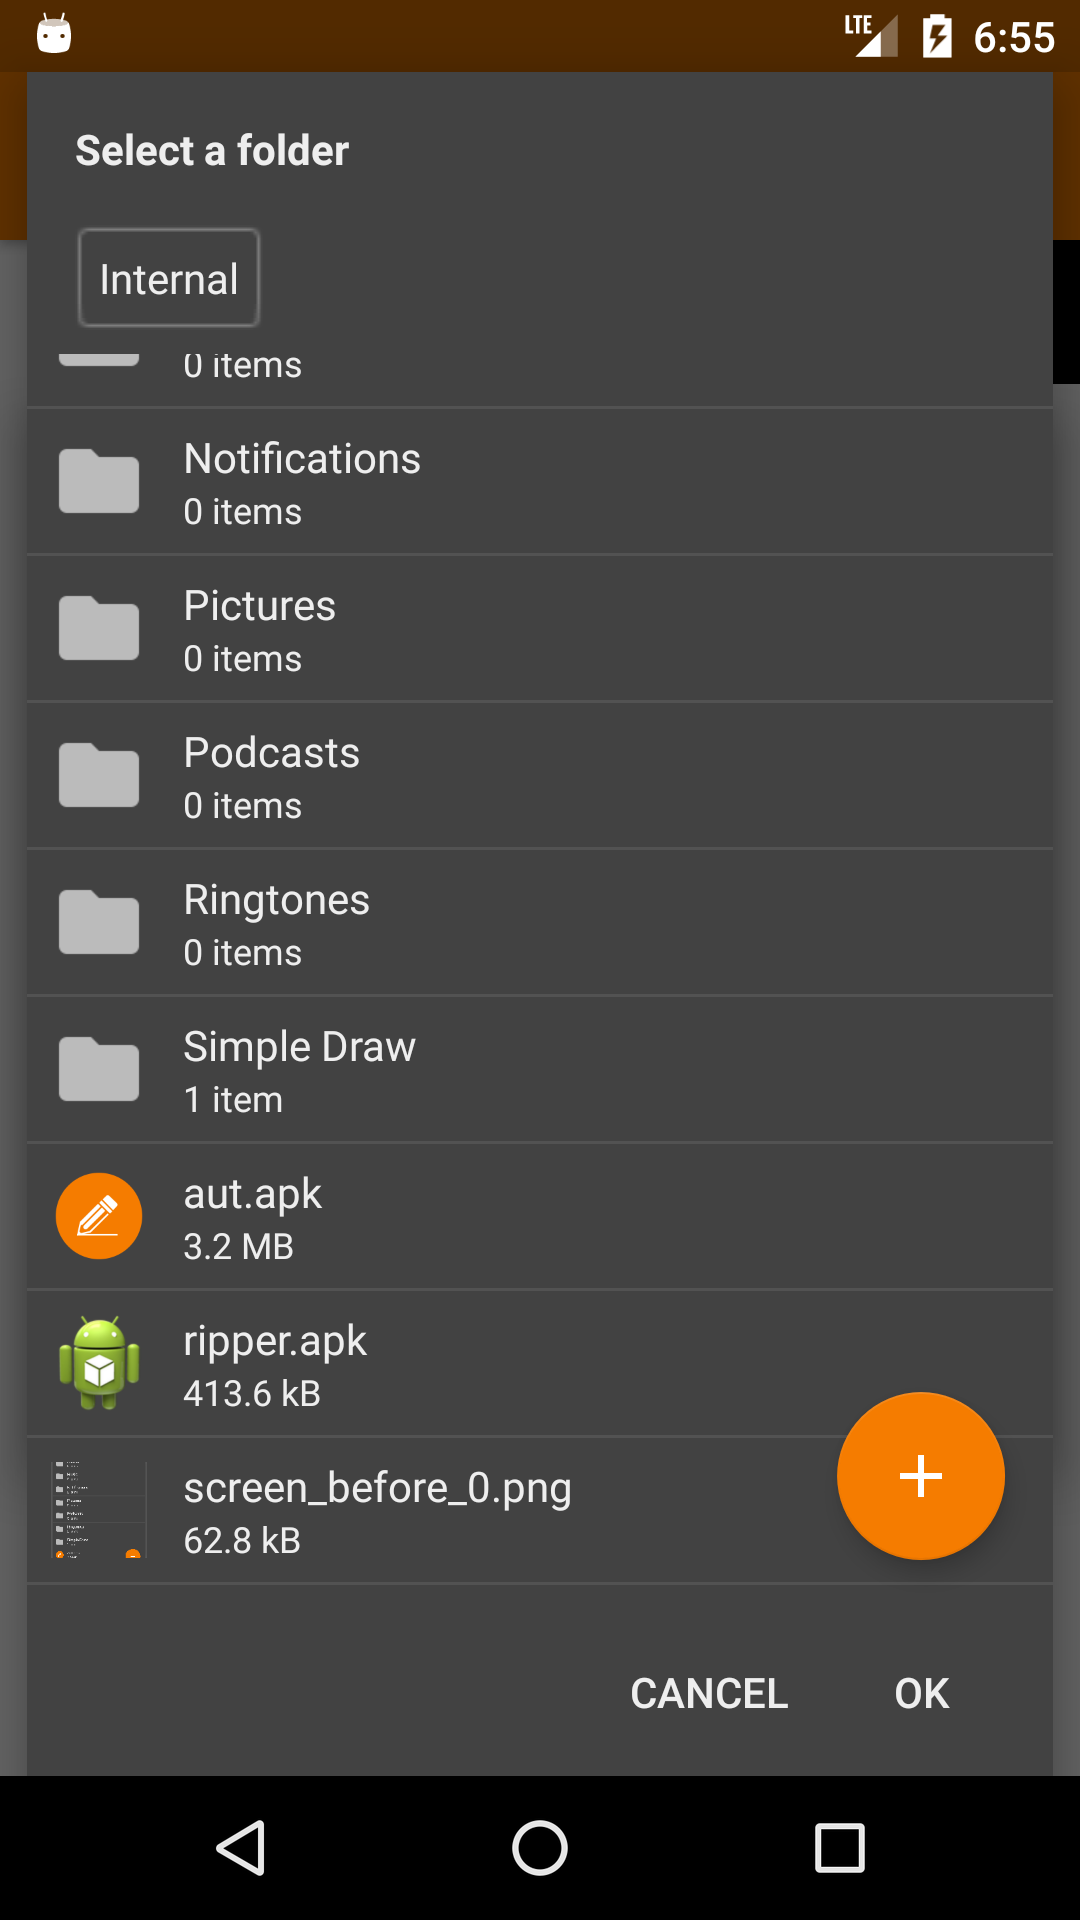 LTE 6:55
Select a folder
Internal
0 items
Notifications
0 items
Pictures
0 items
Podcasts
0 items
Ringtones
0 items
Simple Draw
1 item
aut.apk
3.2 MB
ripper.apk
413.6 kB
screen_before_0.png
62.8 kB
CANCEL OK